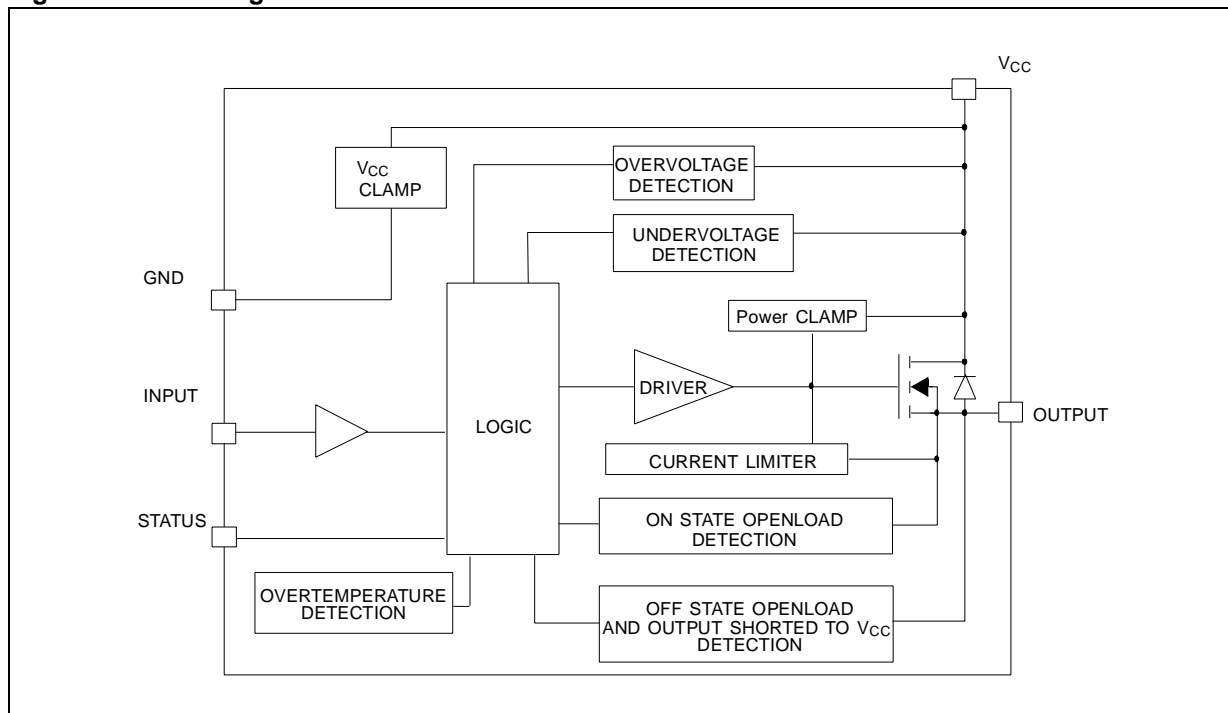 VCC
VCC
CLAMP
OVERVOLTAGE
DETECTION
UNDERVOLTAGE
DETECTION
GND
Power CLAMP
INPUT
DRIVER
LOGIC
OUTPUT
CURRENT LIMITER
STATUS
ON STATE OPENLOAD
DETECTION
OVERTEMPERATURE
DETECTION
OFF STATE OPENLOAD
AND OUTPUT SHORTED TO VCC
DETECTION